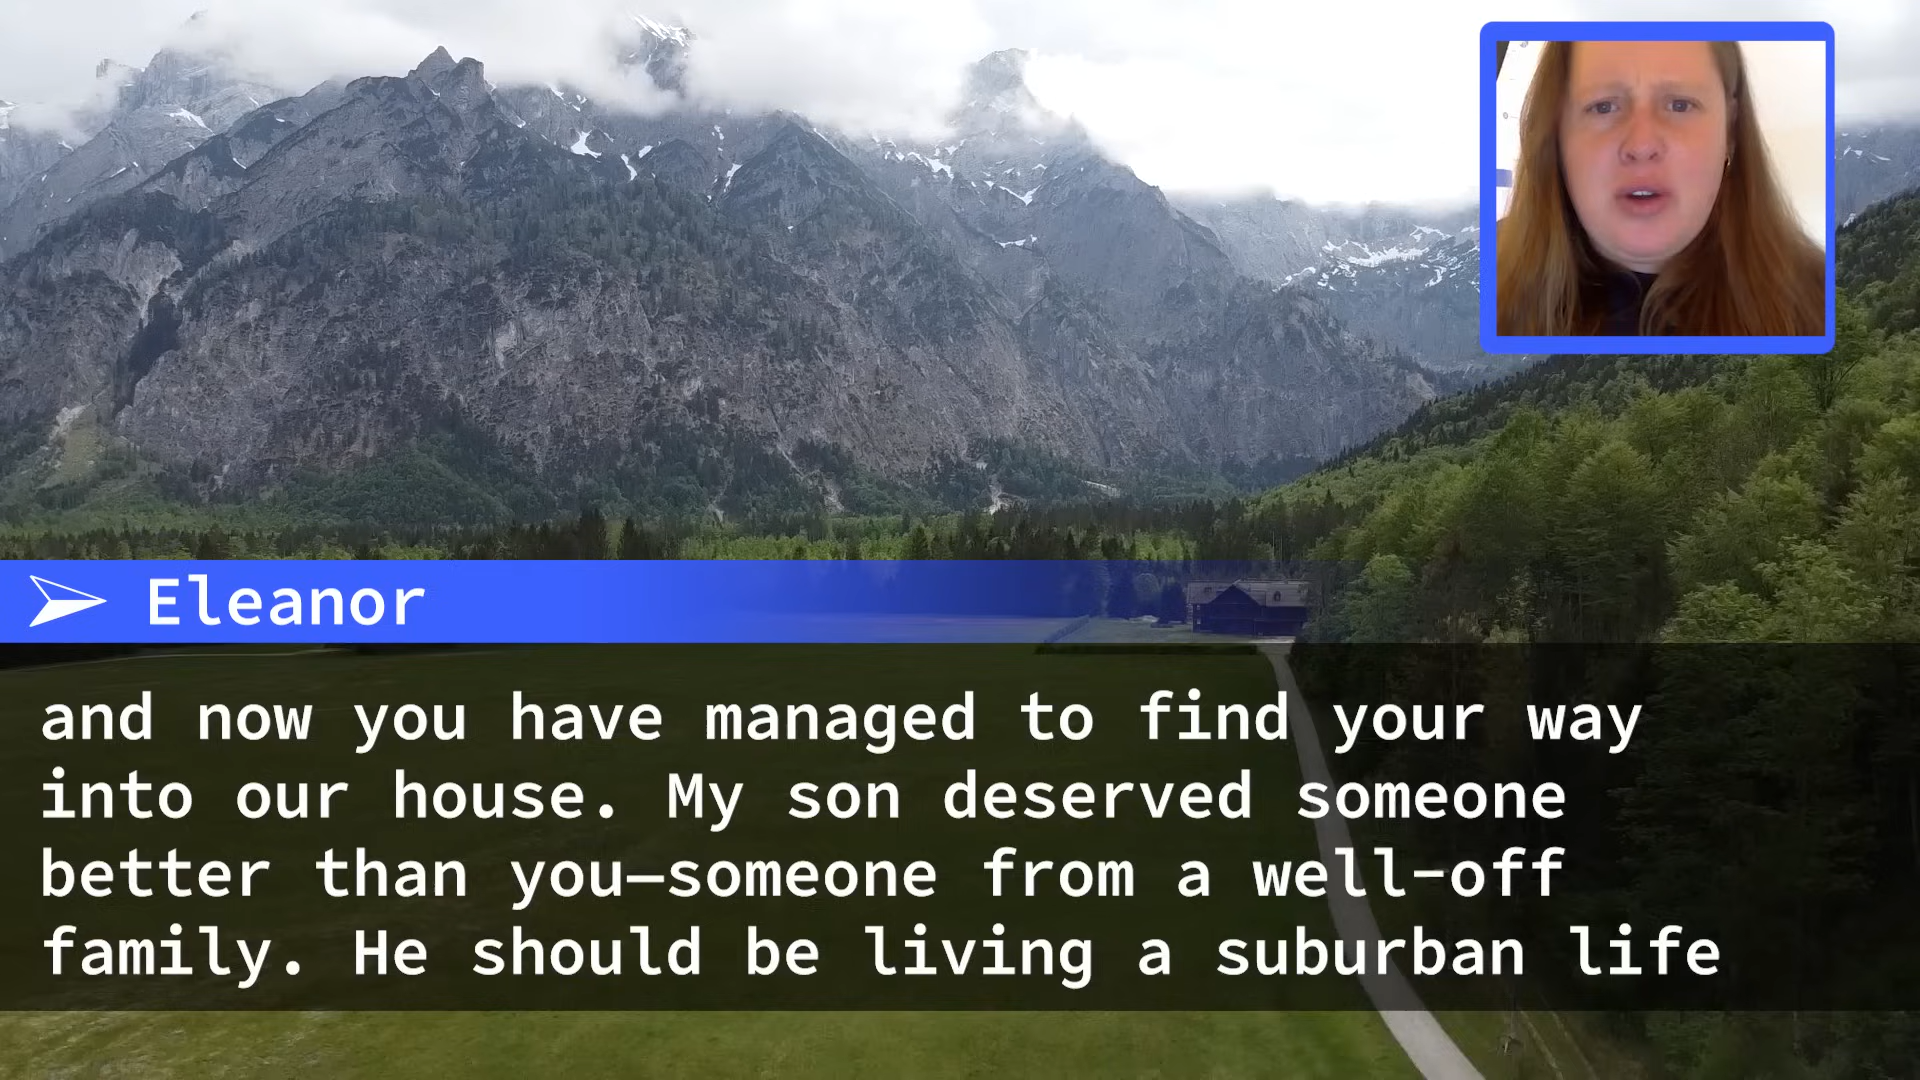 Eleanor
and now you have managed to find your way
into our house. My son deserved someone
better than you—someone from a well-off
family. He should be living a suburban life